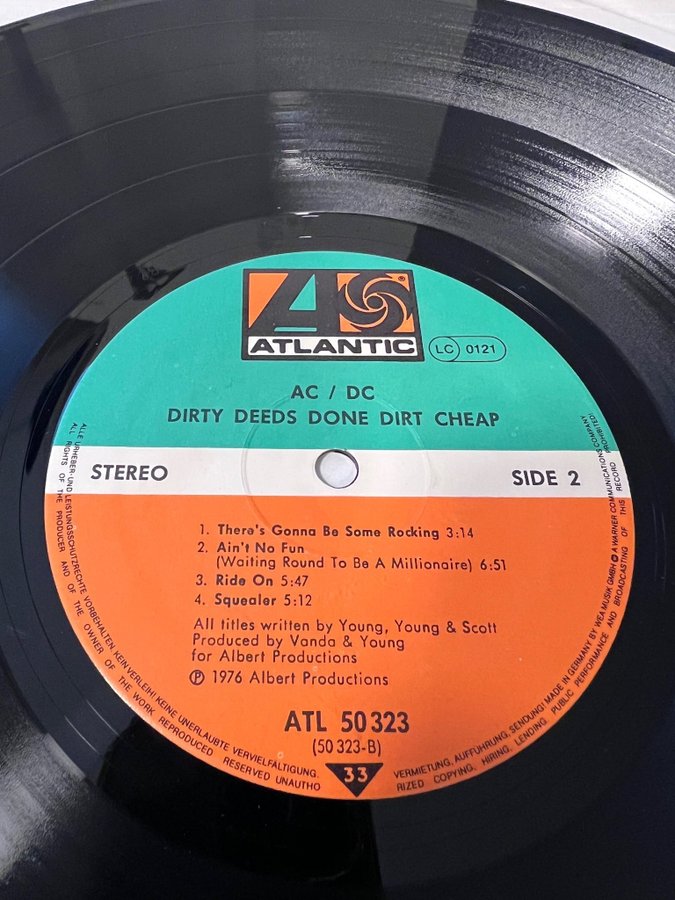 ATLANTIC
®
LC 0121
AC / DC
DIRTY DEEDS DONE DIRT CHEAP
STEREO
SIDE 2
1. There's Gonna Be Some Rocking 3:14
2. Ain't No Fun
(Waiting Round To Be A Millionaire) 6:51
3. Ride On 5:47
4. Squealer 5:12
All titles written by Young, Young & Scott
Produced by Vanda & Young
for Albert Productions
Ⓟ 1976 Albert Productions
ATL 50 323
(50 323-B)
33
ALLE URHEBER- UND LEISTUNGSSCHUTZRECHTE VORBEHALTEN KEIN VERLEIH! KEINE UNERLAUBTE VERVIELFÄLTIGUNG, VERMIETUNG, AUFFÜHRUNG, SENDUNG! MADE IN GERMANY BY WEA MUSIK GMBH A WARNER COMMUNICATIONS COMPANY
ALL RIGHTS OF THE PRODUCER AND OF THE OWNER OF THE WORK REPRODUCED RESERVED UNAUTHORIZED COPYING, HIRING, LENDING, PUBLIC PERFORMANCE AND BROADCASTING OF THIS RECORD PROHIBITED!